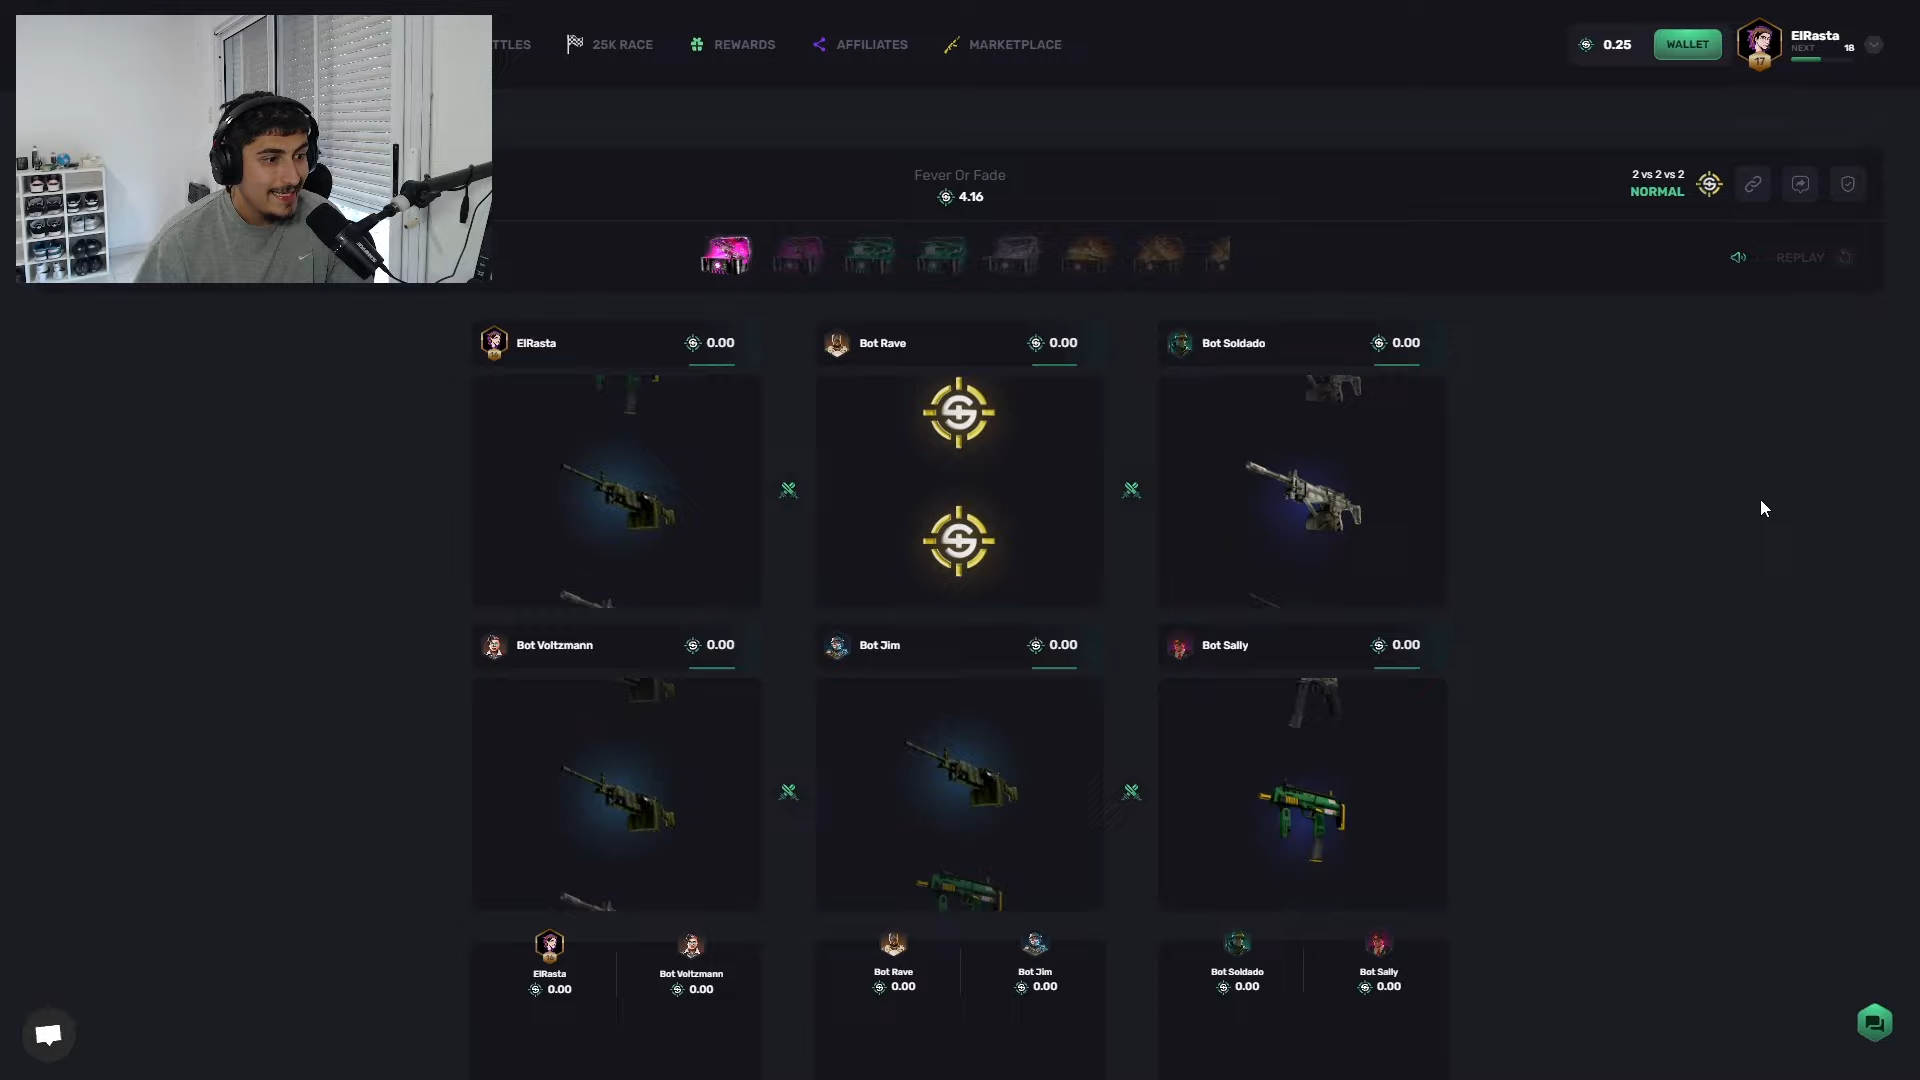 TTLES
25K RACE
REWARDS
AFFILIATES
MARKETPLACE
0.25
WALLET
17
ElRasta
NEXT 18
Fever Or Fade
4.16
2 vs 2 vs 2
NORMAL
REPLAY
ElRasta 0.00
Bot Rave 0.00
Bot Soldado 0.00
Bot Voltzmann 0.00
Bot Jim 0.00
Bot Sally 0.00
ElRasta
0.00
Bot Voltzmann
0.00
Bot Rave
0.00
Bot Jim
0.00
Bot Soldado
0.00
Bot Sally
0.00